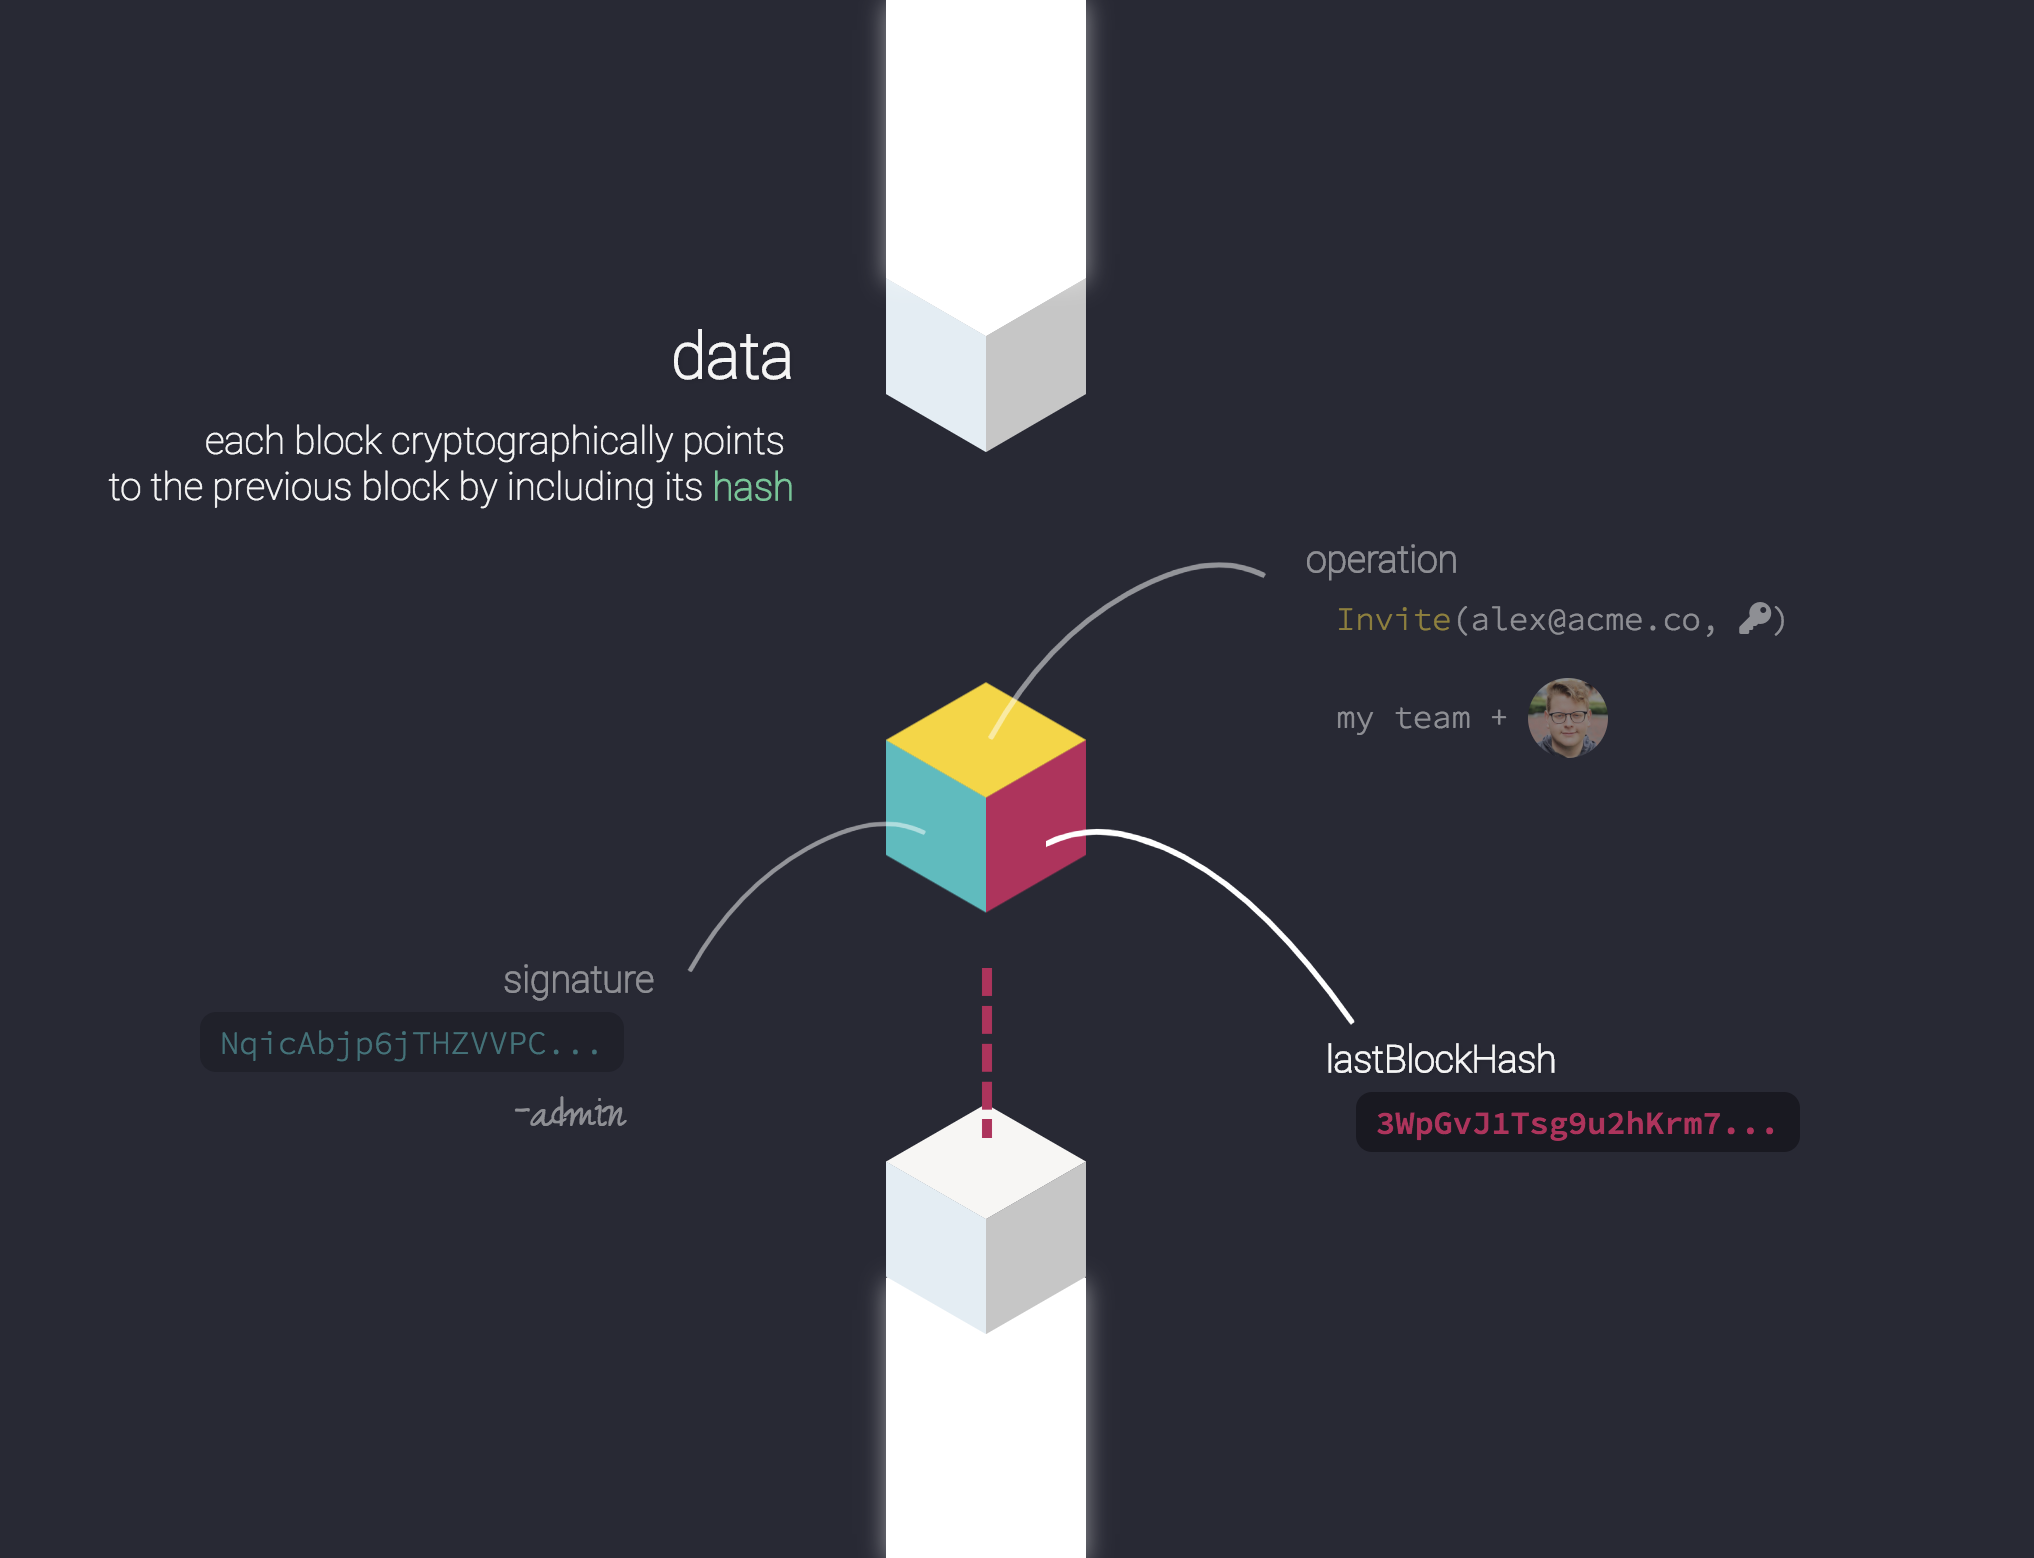 data
each block cryptographically points
to the previous block by including its hash
operation
Invite(alex@acme.co, )
my team +
signature
NqicAbjp6jTHZVVPC...
-admin
lastBlockHash
3WpGvJ1Tsg9u2hKrm7...